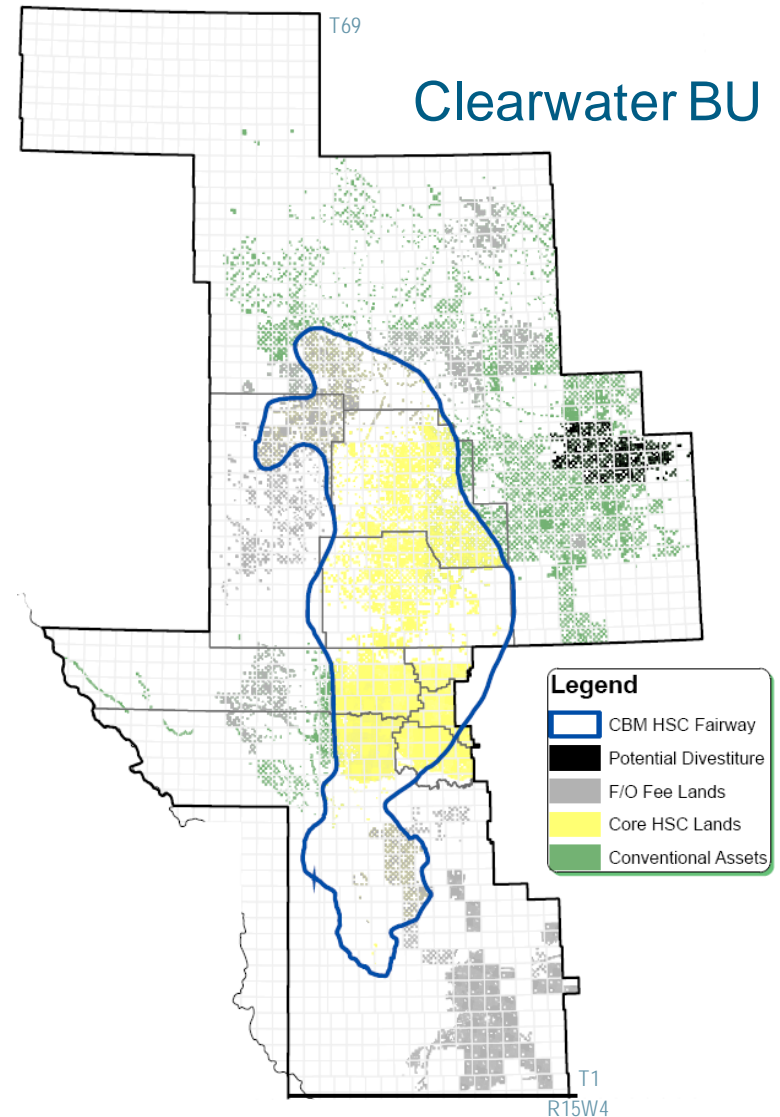 T69
Clearwater BU
Legend
CBM HSC Fairway
Potential Divestiture
F/O Fee Lands
Core HSC Lands
Conventional Assets
T1
R15W4